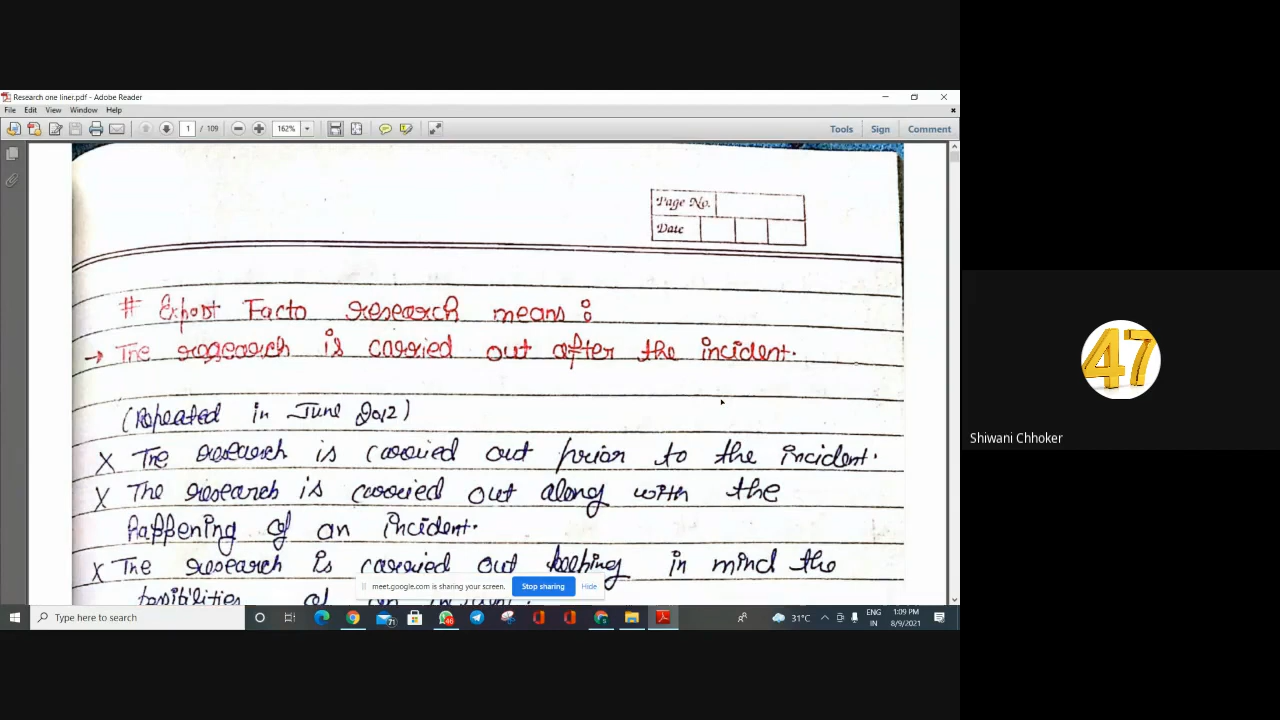 Research one liner.pdf - Adobe Reader
File Edit View Window Help
1 / 109 162% Tools Sign Comment
Page No.
Date
# Expost Facto research means :
→ The research is carried out after the incident.
(Repeated in June 2012)
X The research is carried out prior to the incident.
X The research is carried out along with the
happening of an incident.
X The research is carried out keeping in mind the
possibilities of an
meet.google.com is sharing your screen. Stop sharing Hide
Type here to search
71
31°C
ENG
IN
1:09 PM
8/9/2021
47
Shiwani Chhoker